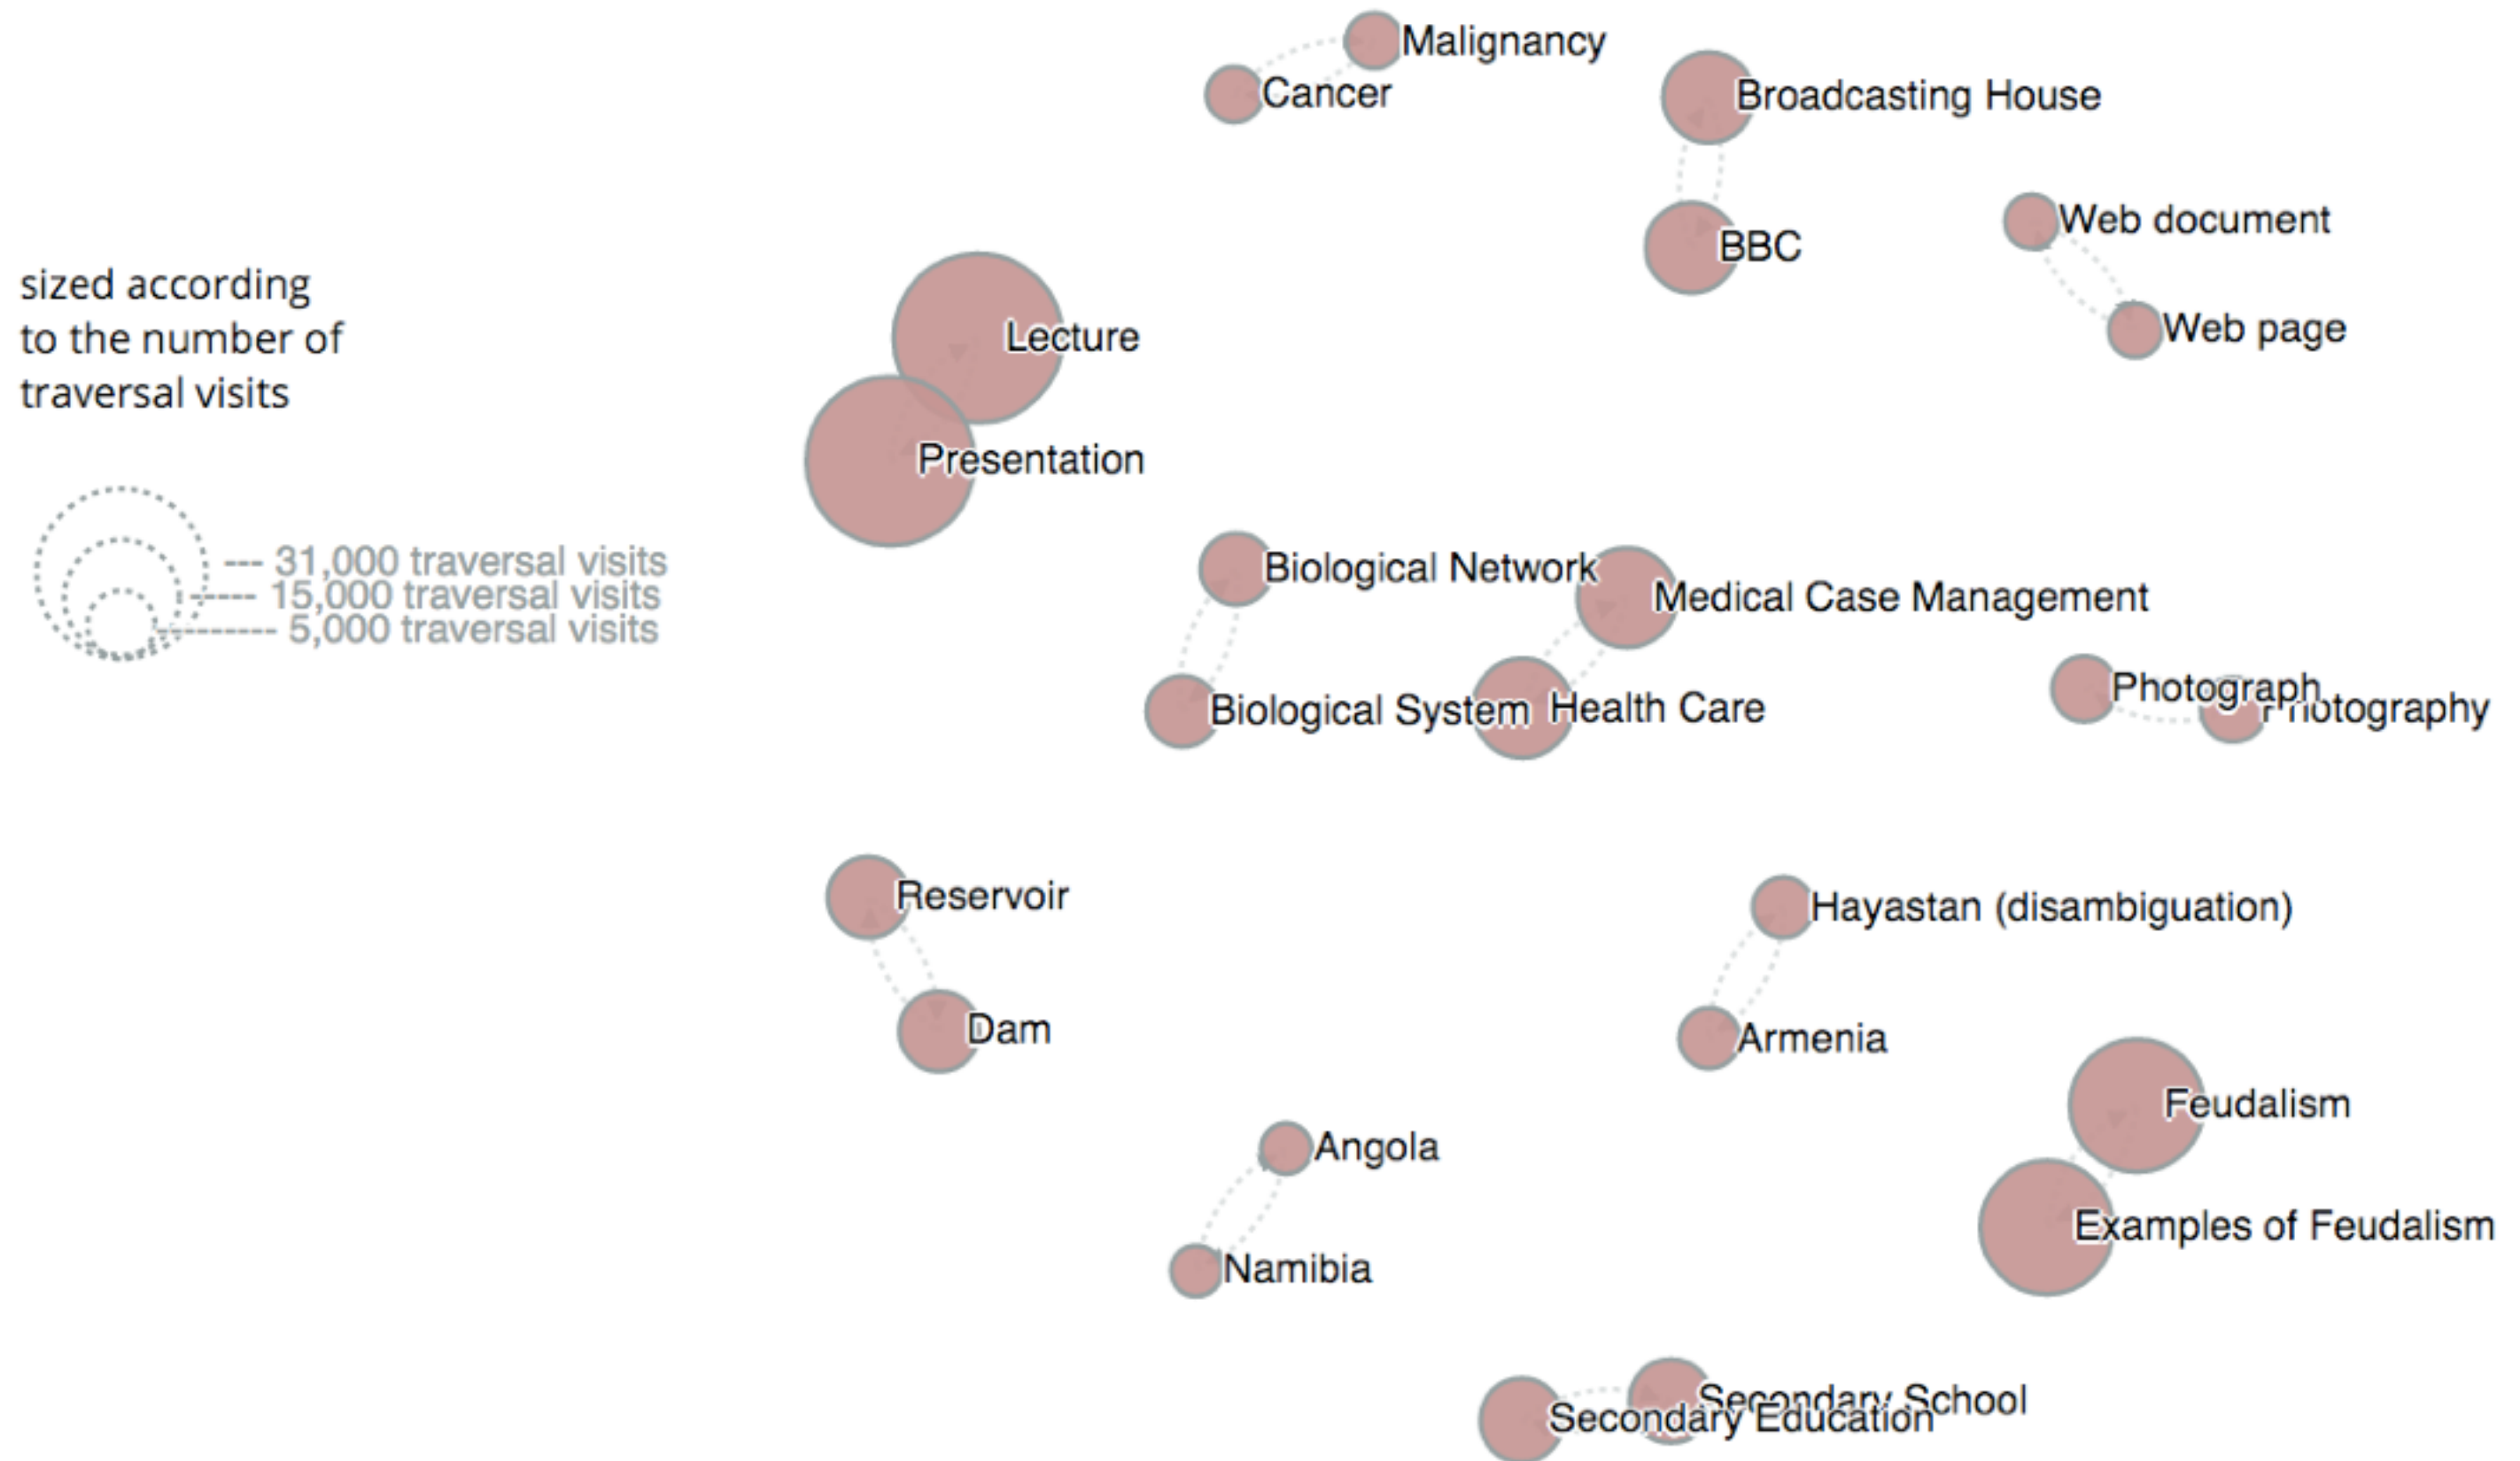 Malignancy
Cancer
Broadcasting House
Web document
BBC
sized according
to the number of
traversal visits
Lecture
Web page
Presentation
--- 31,000 traversal visits
----- 15,000 traversal visits
--------- 5,000 traversal visits
Biological Network
Medical Case Management
Photograph
Photography
Biological System
Health Care
Reservoir
Hayastan (disambiguation)
Dam
Armenia
Feudalism
Angola
Examples of Feudalism
Namibia
Secondary School
Secondary Education